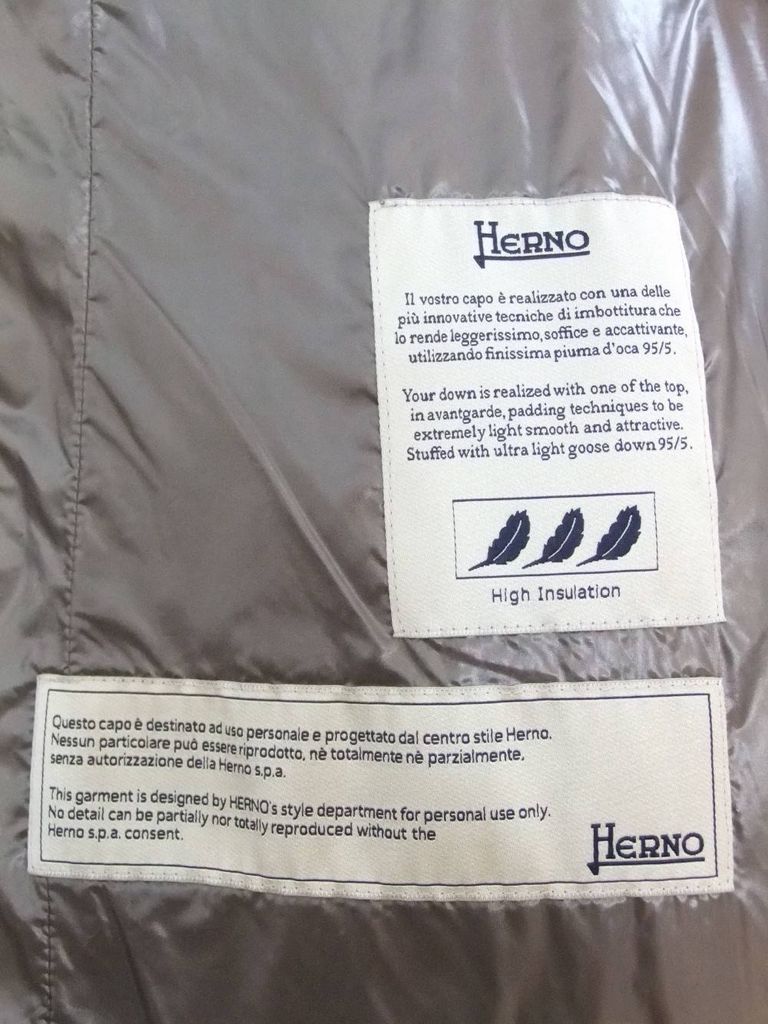 HERNO
Il vostro capo è realizzato con una delle
più innovative tecniche di imbottitura che
lo rende leggerissimo, soffice e accattivante,
utilizzando finissima piuma d'oca 95/5.
Your down is realized with one of the top,
in avantgarde, padding techniques to be
extremely light smooth and attractive.
Stuffed with ultra light goose down 95/5.
High Insulation
Questo capo è destinato ad uso personale e progettato dal centro stile Herno.
Nessun particolare può essere riprodotto, nè totalmente nè parzialmente,
senza autorizzazione della Herno s.p.a.
This garment is designed by HERNO's style department for personal use only.
No detail can be partially nor totally reproduced without the
Herno s.p.a. consent.
HERNO